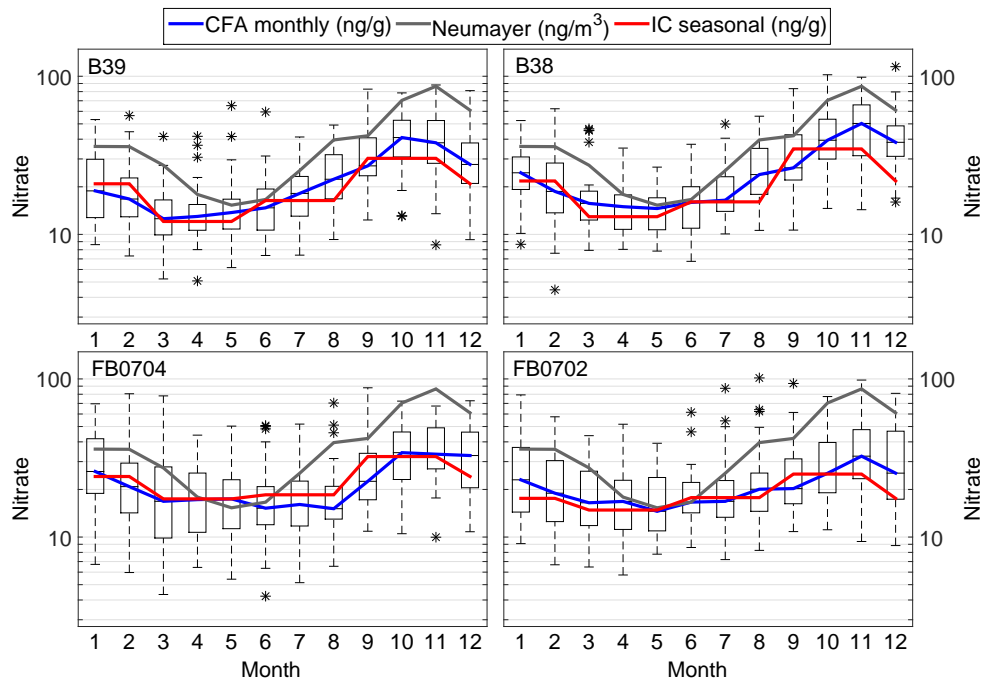 CFA monthly (ng/g) Neumayer (ng/m³) IC seasonal (ng/g)
B39
B38
100
100
Nitrate
Nitrate
10
10
1 2 3 4 5 6 7 8 9 10 11 12
1 2 3 4 5 6 7 8 9 10 11 12
FB0704
FB0702
100
100
Nitrate
Nitrate
10
10
1 2 3 4 5 6 7 8 9 10 11 12
1 2 3 4 5 6 7 8 9 10 11 12
Month
Month